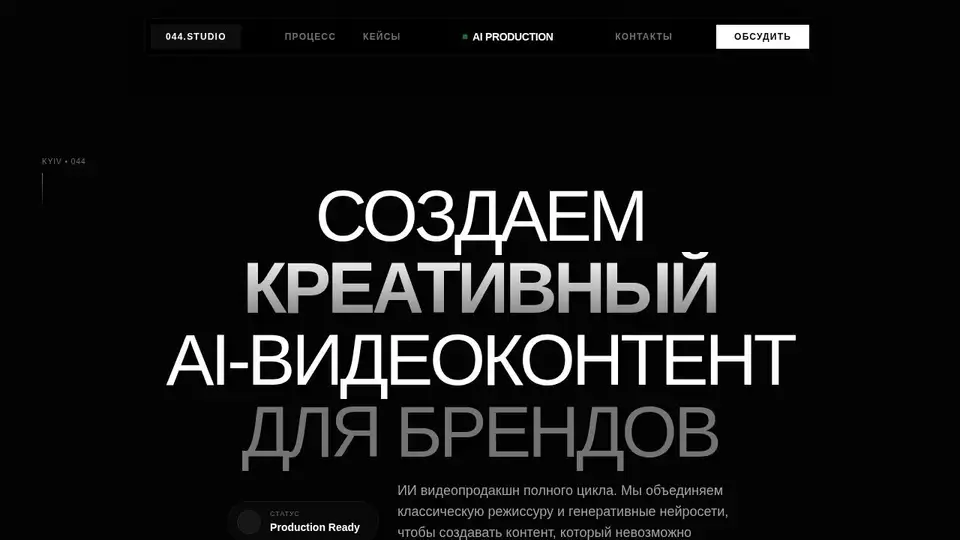 044.STUDIO ПРОЦЕСС КЕЙСЫ AI PRODUCTION КОНТАКТЫ ОБСУДИТЬ
KYIV • 044
СОЗДАЕМ
КРЕАТИВНЫЙ
AI-ВИДЕОКОНТЕНТ
ДЛЯ БРЕНДОВ
СТАТУС
Production Ready
ИИ видеопродакшн полного цикла. Мы объединяем
классическую режиссуру и генеративные нейросети,
чтобы создавать контент, который невозможно